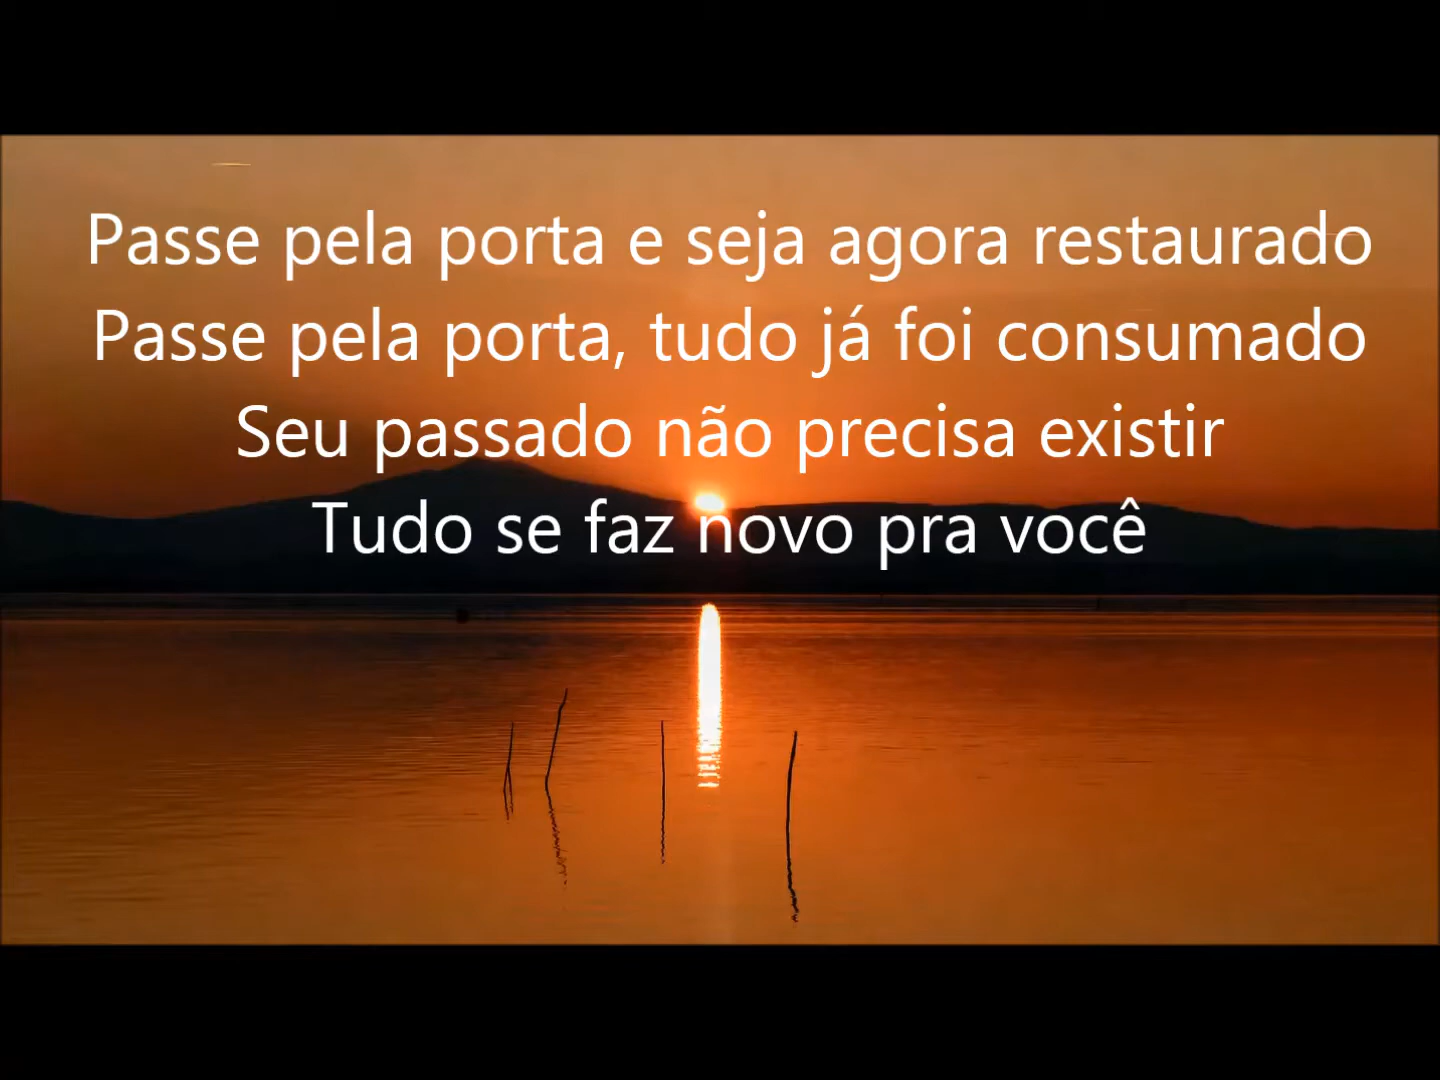 Passe pela porta e seja agora restaurado
Passe pela porta, tudo já foi consumado
Seu passado não precisa existir
Tudo se faz novo pra você